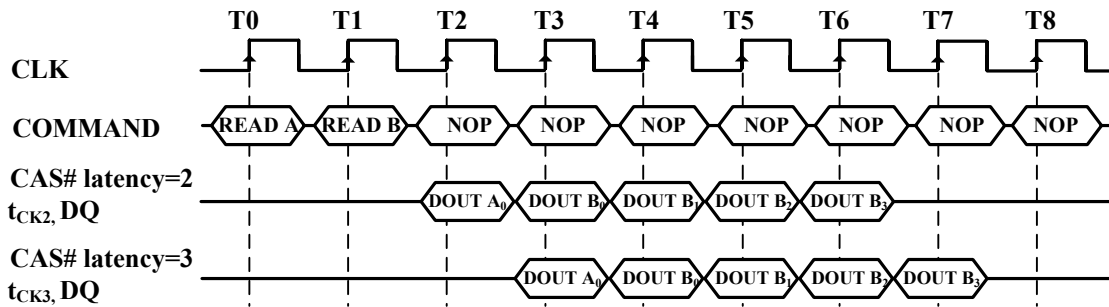 T0 T1 T2 T3 T4 T5 T6 T7 T8
CLK
COMMAND READ A READ B NOP NOP NOP NOP NOP NOP NOP
CAS# latency=2
t_CK2, DQ DOUT A₀ DOUT B₀ DOUT B₁ DOUT B₂ DOUT B₃
CAS# latency=3
t_CK3, DQ DOUT A₀ DOUT B₀ DOUT B₁ DOUT B₂ DOUT B₃